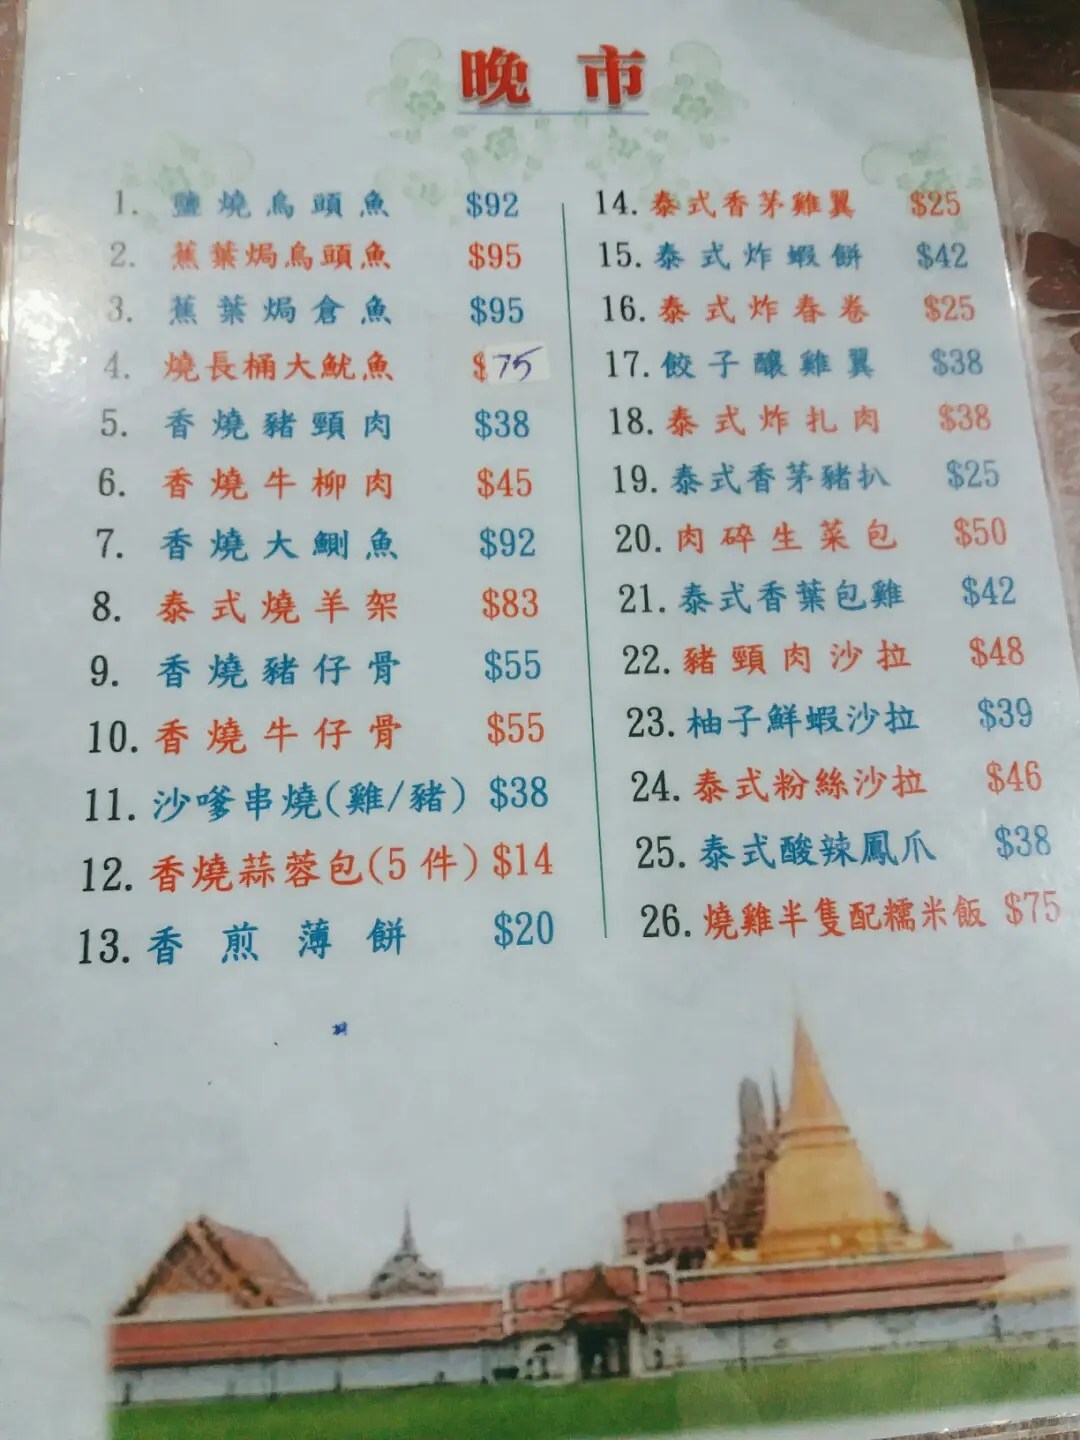 晚市
1. 鹽燒烏頭魚 $92
2. 蕉葉焗烏頭魚 $95
3. 蕉葉焗倉魚 $95
4. 燒長桶大魷魚 $75
5. 香燒豬頸肉 $38
6. 香燒牛柳肉 $45
7. 香燒大鰂魚 $92
8. 泰式燒羊架 $83
9. 香燒豬仔骨 $55
10. 香燒牛仔骨 $55
11. 沙嗲串燒(雞/豬) $38
12. 香燒蒜蓉包(5件) $14
13. 香煎薄餅 $20
14. 泰式香茅雞翼 $25
15. 泰式炸蝦餅 $42
16. 泰式炸春卷 $25
17. 餃子釀雞翼 $38
18. 泰式炸扎肉 $38
19. 泰式香茅豬扒 $25
20. 肉碎生菜包 $50
21. 泰式香葉包雞 $42
22. 豬頸肉沙拉 $48
23. 柚子鮮蝦沙拉 $39
24. 泰式粉絲沙拉 $46
25. 泰式酸辣鳳爪 $38
26. 燒雞半隻配糯米飯 $75